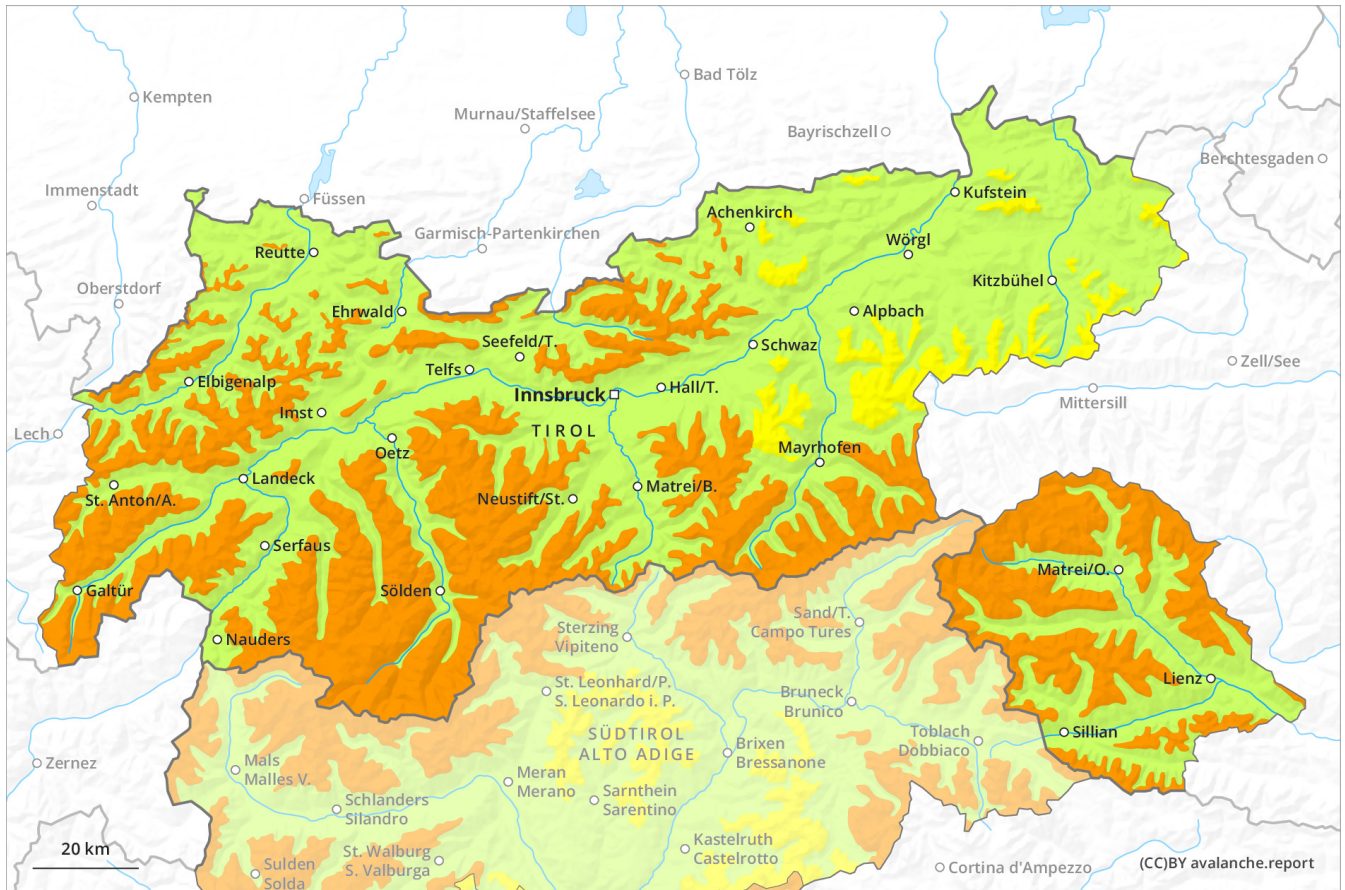 Bad Tölz
Kempten
Murnau/Staffelsee
Bayrischzell
Berchtesgaden
Immenstadt
Füssen
Kufstein
Achenkirch
Garmisch-Partenkirchen
Wörgl
Reutte
Oberstdorf
Kitzbühel
Ehrwald
Alpbach
Seefeld/T.
Schwaz
Zell/See
Telfs
Elbigenalp
Innsbruck
Hall/T.
Mittersill
Imst
TIROL
Lech
Oetz
Mayrhofen
Landeck
St. Anton/A.
Neustift/St.
Matrei/B.
Serfaus
Matrei/O.
Galtür
Sölden
Sand/T.
Campo Tures
Sterzing
Vipiteno
Nauders
Lienz
St. Leonhard/P.
S. Leonardo i. P.
Bruneck
Brunico
SÜDTIROL
ALTO ADIGE
Toblach
Dobbiaco
Sillian
Brixen
Bressanone
Zernez
Mals
Malles V.
Meran
Merano
Sarnthein
Sarentino
Schlanders
Silandro
Kastelruth
Castelrotto
20 km
St. Walburg
S. Valburga
Sulden
Solda
Cortina d'Ampezzo
(CC)BY avalanche.report